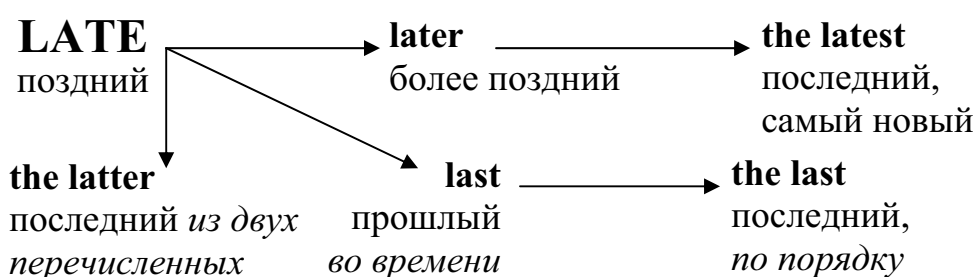 LATE later the latest
поздний более поздний последний,
самый новый
the latter last the last
последний из двух прошлый последний,
перечисленных во времени по порядку